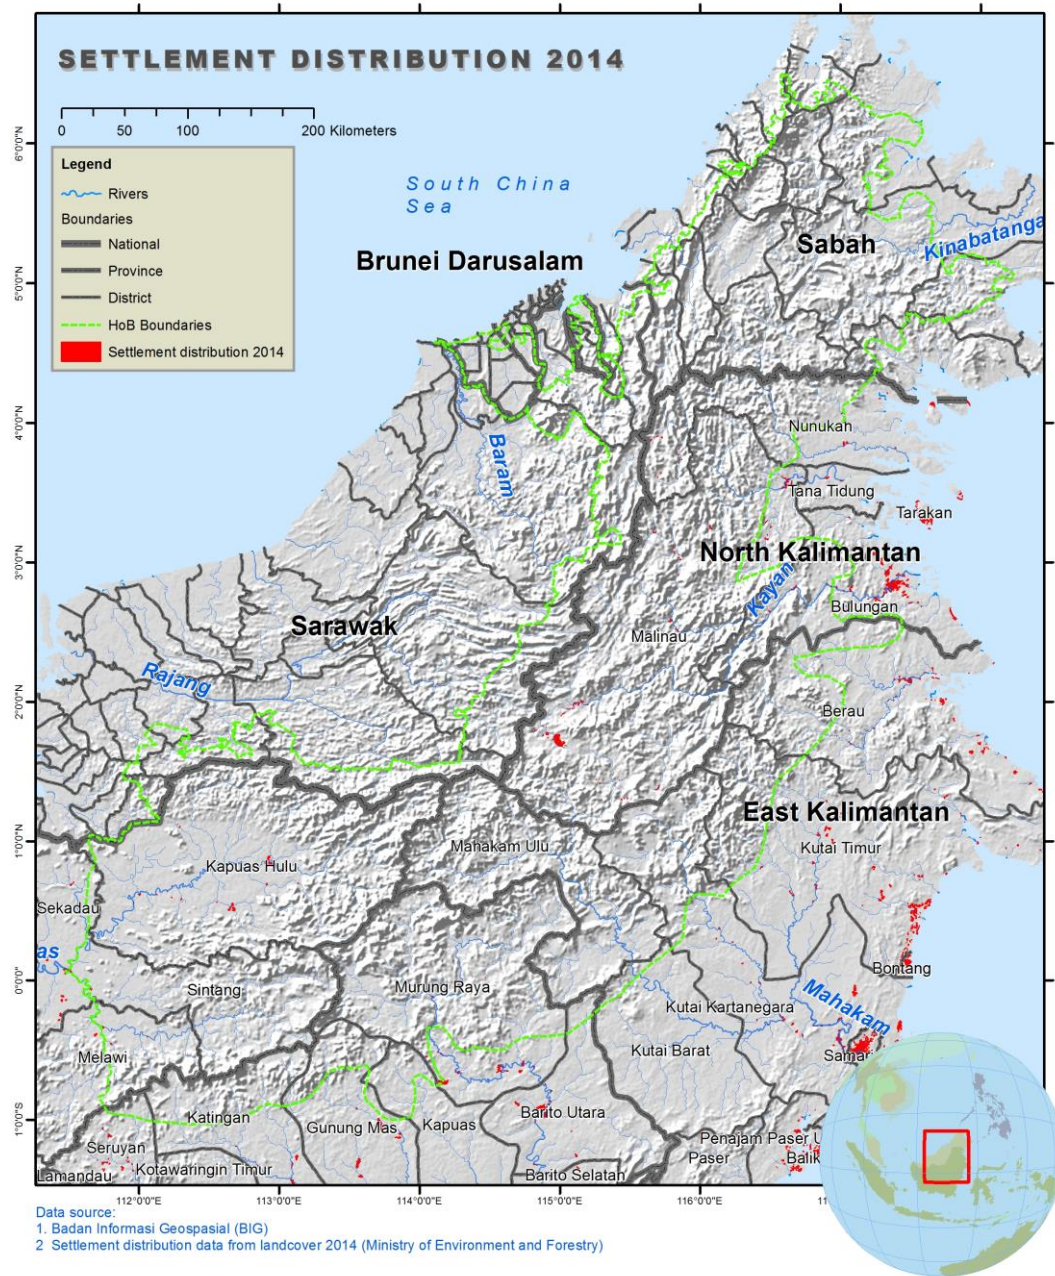 SETTLEMENT DISTRIBUTION 2014
0 50 100 200 Kilometers
Legend
Rivers
Boundaries
National
Province
District
HoB Boundaries
Settlement distribution 2014
South China
Sea
Brunei Darusalam
Sabah
Kinabatanga
Baram
Nunukan
Tana Tidung
Tarakan
North Kalimantan
Kayan
Bulungan
Sarawak
Malinau
Rajang
Berau
East Kalimantan
Mahakam Ulu
Kutai Timur
Kapuas Hulu
Sekadau
as
Bontang
Sintang
Murung Raya
Mahakam
Kutai Kartanegara
Kutai Barat
Sama
Melawi
Katingan
Gunung Mas
Kapuas
Barito Utara
Seruyan
Penajam Paser U
Paser
Balik
Lamandau
Kotawaringin Timur
Barito Selatan
6°0'0"N
5°0'0"N
4°0'0"N
3°0'0"N
2°0'0"N
1°0'0"N
0°0'0"
1°0'0"S
112°0'0"E 113°0'0"E 114°0'0"E 115°0'0"E 116°0'0"E
Data source:
1. Badan Informasi Geospasial (BIG)
2 Settlement distribution data from landcover 2014 (Ministry of Environment and Forestry)